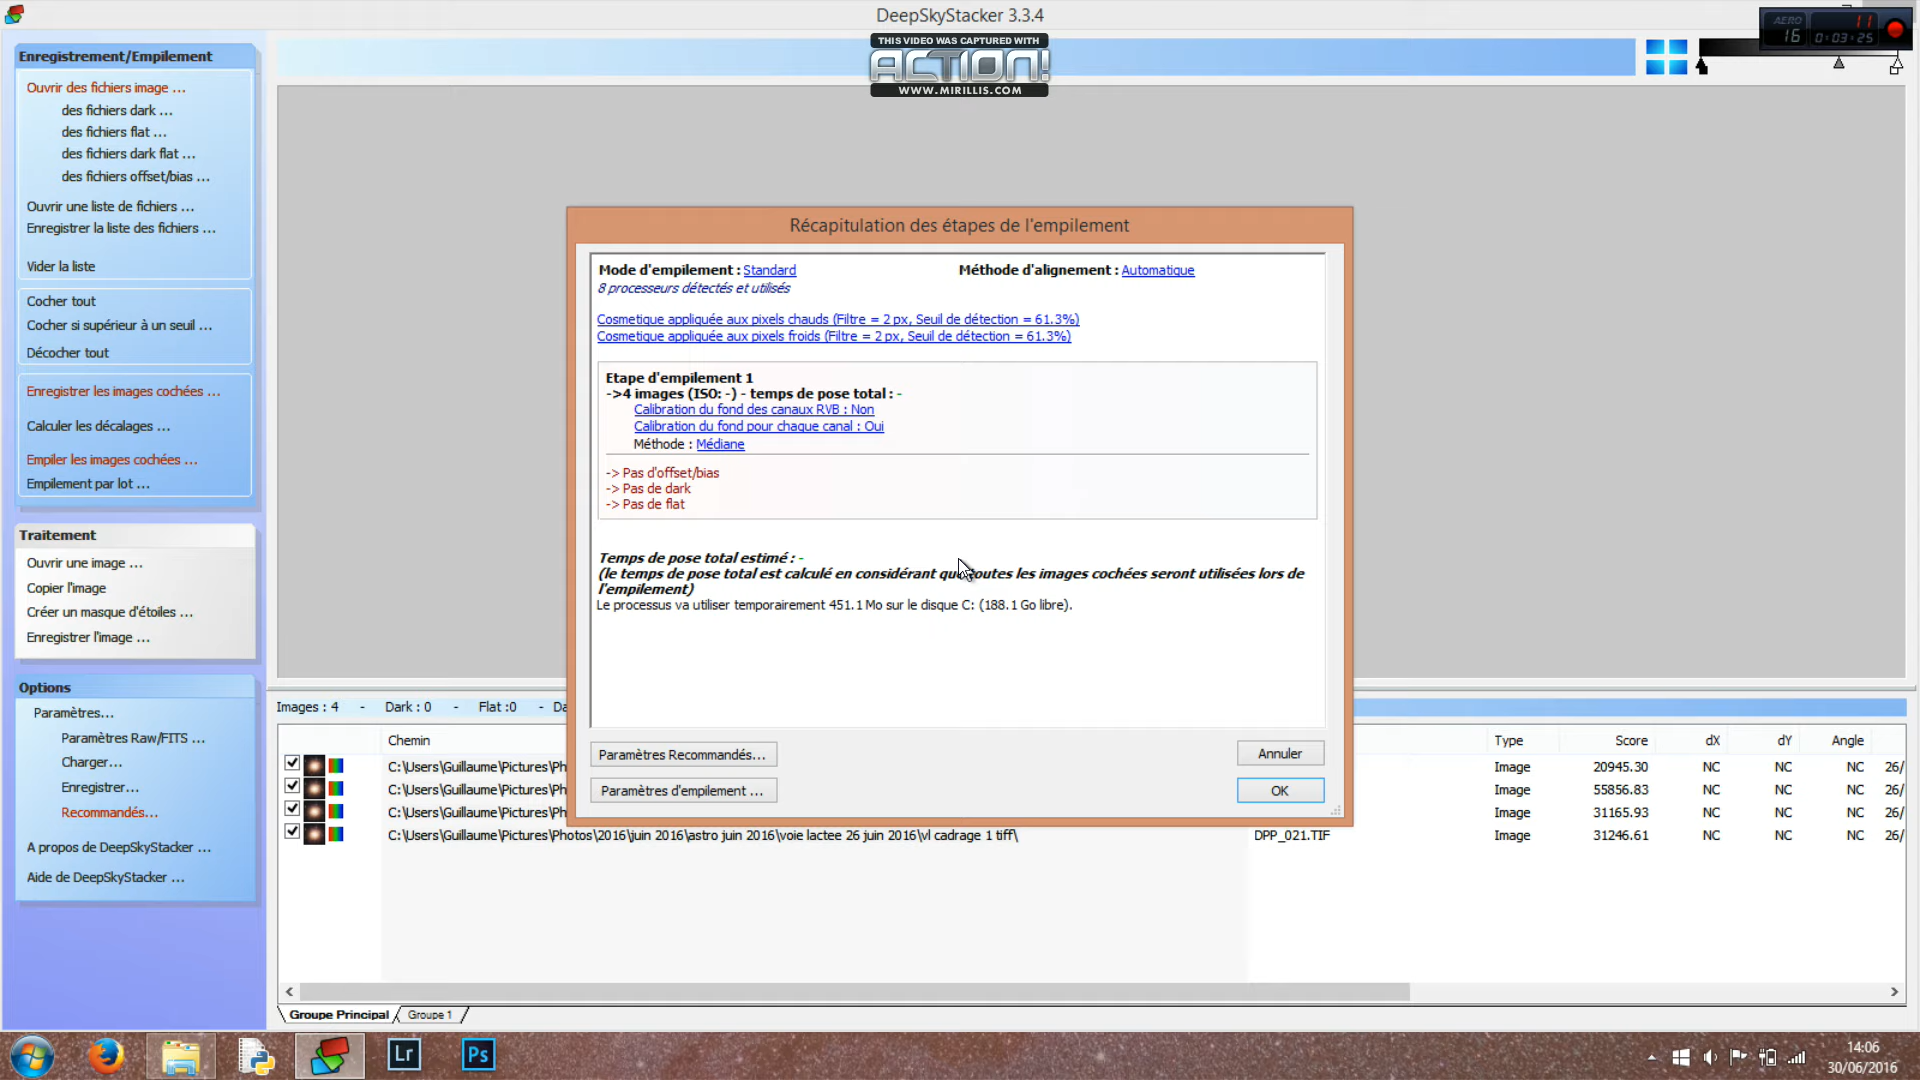 DeepSkyStacker 3.3.4
AERO
16
11
0:03:25
THIS VIDEO WAS CAPTURED WITH
ACTION!
WWW.MIRILLIS.COM
Enregistrement/Empilement
Ouvrir des fichiers image ...
des fichiers dark ...
des fichiers flat ...
des fichiers dark flat ...
des fichiers offset/bias ...
Ouvrir une liste de fichiers ...
Enregistrer la liste des fichiers ...
Vider la liste
Cocher tout
Cocher si supérieur à un seuil ...
Décocher tout
Enregistrer les images cochées ...
Calculer les décalages ...
Empiler les images cochées ...
Empilement par lot ...
Traitement
Ouvrir une image ...
Copier l'image
Créer un masque d'étoiles ...
Enregistrer l'image ...
Options
Paramètres...
Paramètres Raw/FITS ...
Charger...
Enregistrer...
Recommandés...
A propos de DeepSkyStacker ...
Aide de DeepSkyStacker ...
Récapitulation des étapes de l'empilement
Mode d'empilement : Standard Méthode d'alignement : Automatique
8 processeurs détectés et utilisés
Cosmetique appliquée aux pixels chauds (Filtre = 2 px, Seuil de détection = 61.3%)
Cosmetique appliquée aux pixels froids (Filtre = 2 px, Seuil de détection = 61.3%)
Etape d'empilement 1
->4 images (ISO: -) - temps de pose total : -
Calibration du fond des canaux RVB : Non
Calibration du fond pour chaque canal : Oui
Méthode : Médiane
-> Pas d'offset/bias
-> Pas de dark
-> Pas de flat
Temps de pose total estimé : -
(le temps de pose total est calculé en considérant que toutes les images cochées seront utilisées lors de
l'empilement)
Le processus va utiliser temporairement 451.1 Mo sur le disque C: (188.1 Go libre).
Paramètres Recommandés... Annuler
Paramètres d'empilement ... OK
Images : 4 - Dark : 0 - Flat :0 - Da
Chemin Type Score dX dY Angle
C:\Users\Guillaume\Pictures\Ph Image 20945.30 NC NC NC 26/
C:\Users\Guillaume\Pictures\Ph Image 55856.83 NC NC NC 26/
C:\Users\Guillaume\Pictures\Ph Image 31165.93 NC NC NC 26/
C:\Users\Guillaume\Pictures\Photos\2016\juin 2016\astro juin 2016\voie lactee 26 juin 2016\vl cadrage 1 tiff\ DPP_021.TIF Image 31246.61 NC NC NC 26/
Groupe Principal Groupe 1
Lr
Ps
14:06
30/06/2016